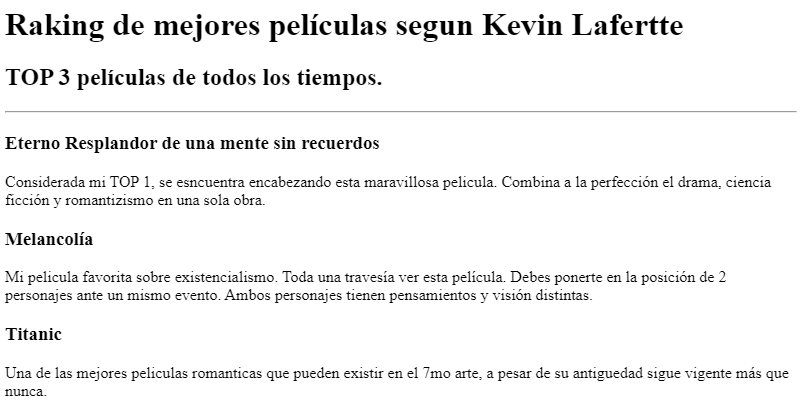 Raking de mejores películas segun Kevin Lafertte
TOP 3 películas de todos los tiempos.
Eterno Resplandor de una mente sin recuerdos
Considerada mi TOP 1, se esncuentra encabezando esta maravillosa pelicula. Combina a la perfección el drama, ciencia
ficción y romantizismo en una sola obra.
Melancolía
Mi pelicula favorita sobre existencialismo. Toda una travesía ver esta película. Debes ponerte en la posición de 2
personajes ante un mismo evento. Ambos personajes tienen pensamientos y visión distintas.
Titanic
Una de las mejores peliculas romanticas que pueden existir en el 7mo arte, a pesar de su antiguedad sigue vigente más que
nunca.